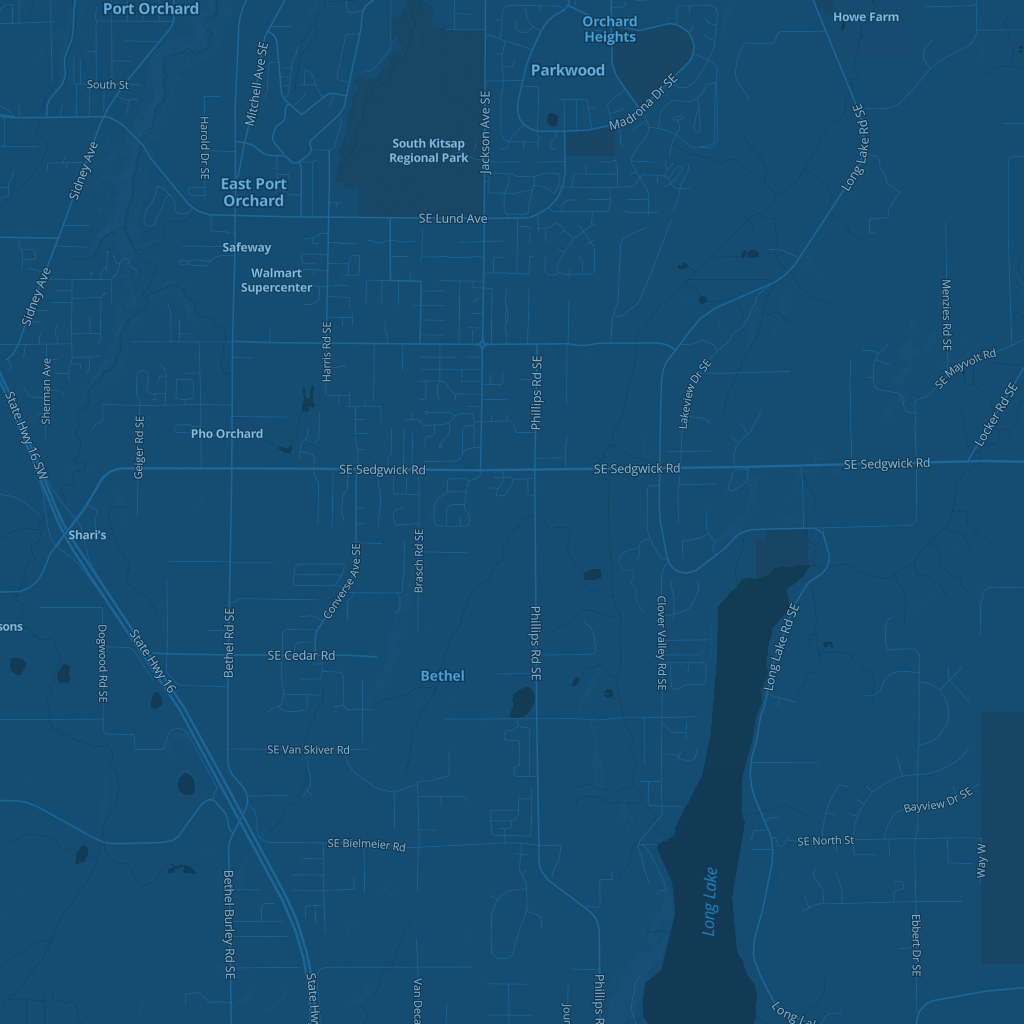 Port Orchard
Orchard
Heights
Howe Farm
Parkwood
South St
Mitchell Ave SE
Madrona Dr SE
Jackson Ave SE
Harold Dr SE
South Kitsap
Regional Park
Long Lake Rd SE
Sidney Ave
East Port
Orchard
SE Lund Ave
Safeway
Walmart
Supercenter
Sidney Ave
Menzies Rd SE
Harris Rd SE
SE Mayvolt Rd
Sherman Ave
Phillips Rd SE
Lakeview Dr SE
Locker Rd SE
State Hwy 16 SW
Geiger Rd SE
Pho Orchard
SE Sedgwick Rd
SE Sedgwick Rd
SE Sedgwick Rd
Shari's
Converse Ave SE
Brasch Rd SE
sons
Dogwood Rd SE
State Hwy 16
Bethel Rd SE
SE Cedar Rd
Phillips Rd SE
Clover Valley Rd SE
Long Lake Rd SE
Bethel
SE Van Skiver Rd
Bayview Dr SE
SE Bielmeier Rd
SE North St
Way W
Bethel Burley Rd SE
Long Lake
Ebbert Dr SE
State Hw
Van Deca
Jour
Phillips R
Long Lak